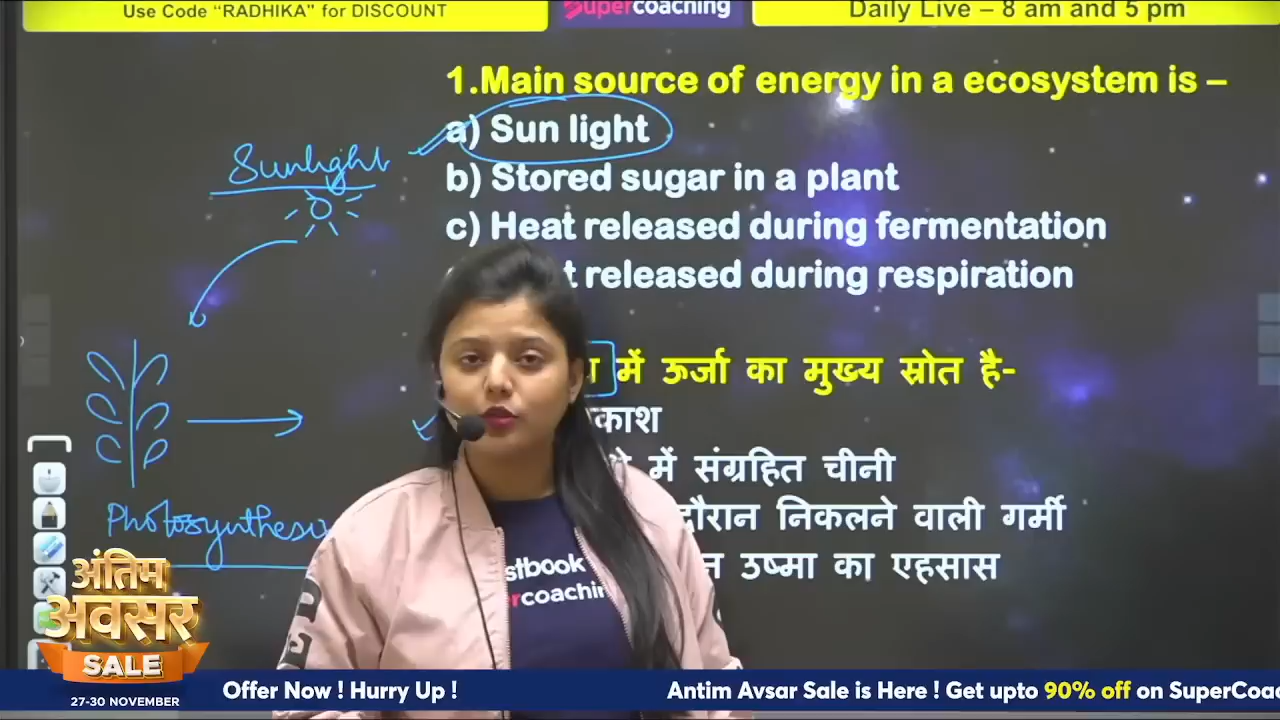 Use Code “RADHIKA” for DISCOUNT
Supercoaching
Daily Live – 8 am and 5 pm
1.Main source of energy in a ecosystem is –
a) Sun light
b) Stored sugar in a plant
c) Heat released during fermentation
released during respiration
Sunlight
में ऊर्जा का मुख्य स्रोत है-
में संग्रहित चीनी
दौरान निकलने वाली गर्मी
उष्मा का एहसास
Photosynthesis
अंतिम
अवसर
SALE
27-30 NOVEMBER
Offer Now ! Hurry Up !
Antim Avsar Sale is Here ! Get upto 90% off on